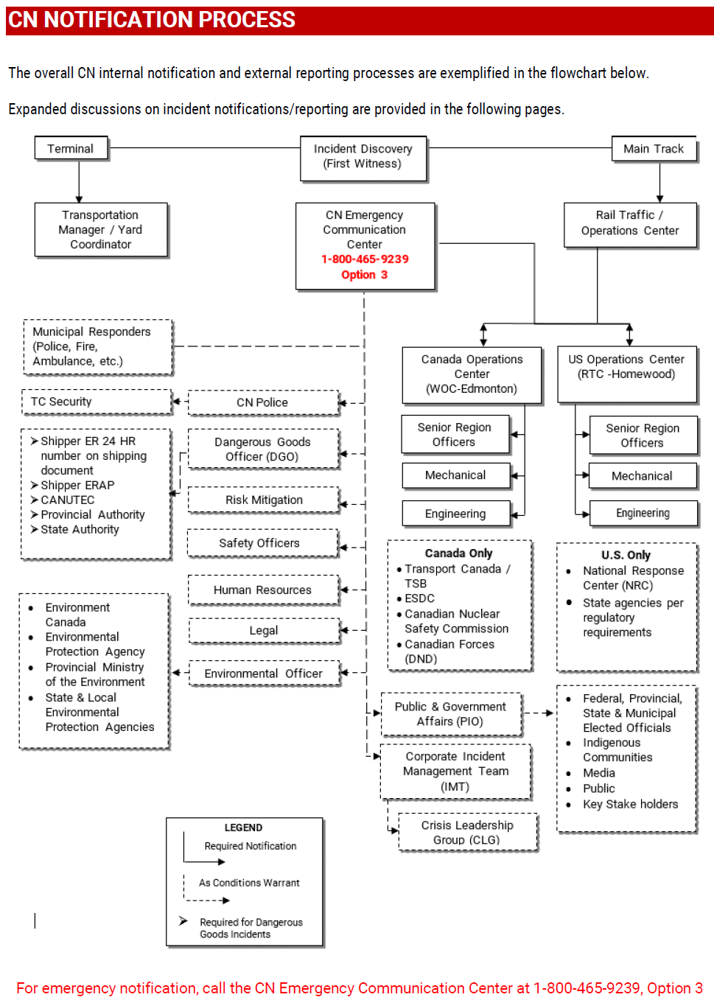 CN NOTIFICATION PROCESS
The overall CN internal notification and external reporting processes are exemplified in the flowchart below.
Expanded discussions on incident notifications/reporting are provided in the following pages.
Terminal
Incident Discovery
(First Witness)
Main Track
Transportation
Manager / Yard
Coordinator
CN Emergency
Communication
Center
1-800-465-9239
Option 3
Rail Traffic /
Operations Center
Municipal Responders
(Police, Fire,
Ambulance, etc.)
Canada Operations
Center
(WOC-Edmonton)
US Operations Center
(RTC -Homewood)
TC Security
CN Police
Senior Region
Officers
Senior Region
Officers
Shipper ER 24 HR
number on shipping
document
Shipper ERAP
CANUTEC
Provincial Authority
State Authority
Dangerous Goods
Officer (DGO)
Mechanical
Mechanical
Risk Mitigation
Engineering
Engineering
Safety Officers
Human Resources
Legal
Environmental Officer
Canada Only
Transport Canada /
TSB
ESDC
Canadian Nuclear
Safety Commission
Canadian Forces
(DND)
U.S. Only
National Response
Center (NRC)
State agencies per
regulatory
requirements
Environment
Canada
Environmental
Protection Agency
Provincial Ministry
of the Environment
State & Local
Environmental
Protection Agencies
Public & Government
Affairs (PIO)
Federal, Provincial,
State & Municipal
Elected Officials
Indigenous
Communities
Media
Public
Key Stake holders
Corporate Incident
Management Team
(IMT)
Crisis Leadership
Group (CLG)
LEGEND
Required Notification
As Conditions Warrant
Required for Dangerous
Goods Incidents
For emergency notification, call the CN Emergency Communication Center at 1-800-465-9239, Option 3